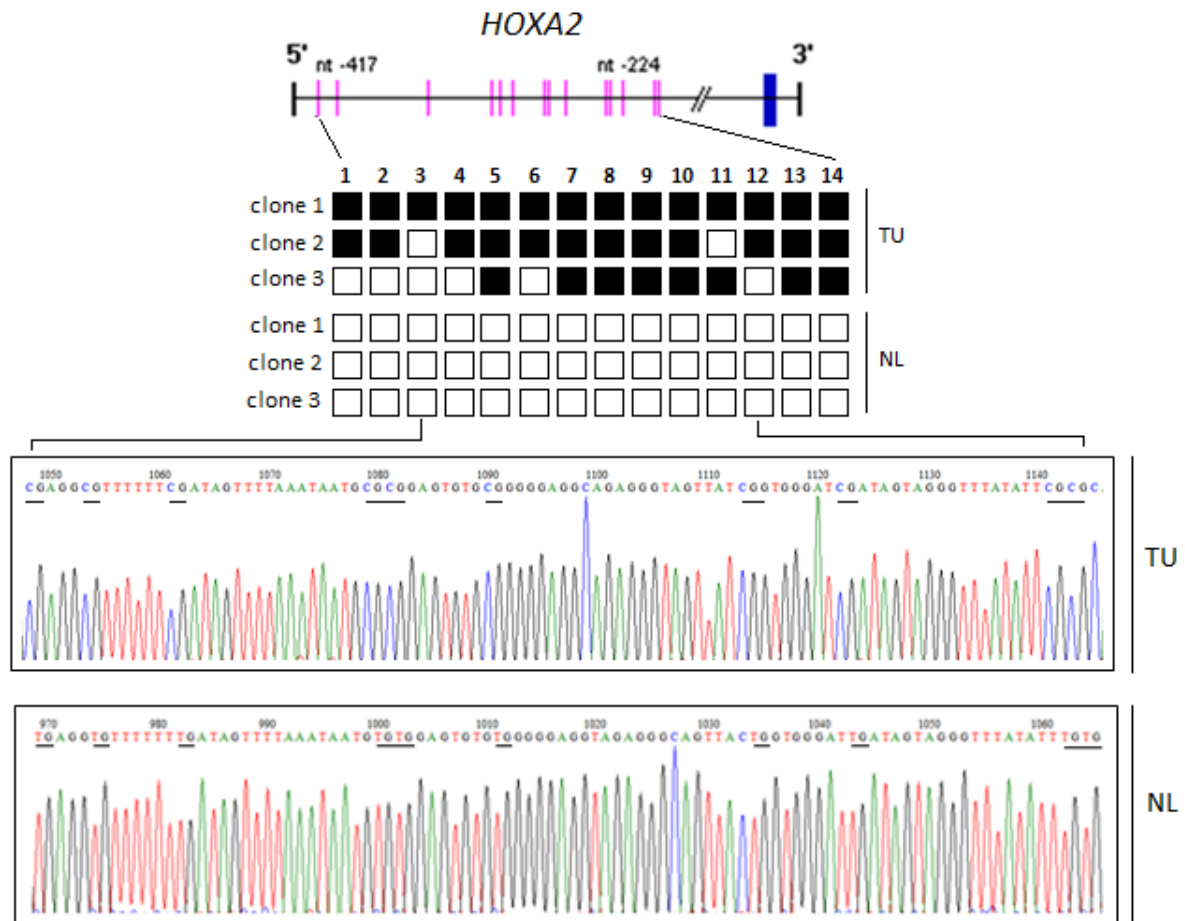 HOXA2
5' nt -417 nt -224 3'
1 2 3 4 5 6 7 8 9 10 11 12 13 14
clone 1
clone 2
clone 3
TU
clone 1
clone 2
clone 3
NL
1050 1060 1070 1080 1090 1100 1110 1120 1130 1140
CGAGGCGTTTTTTCGATAGTTTTAAATAATGCGCGGAGTGTGCGGGGGAGGCAGAGGGTAGTTATCGGTGGGATCGATAGTAGGGTTTATATTCGCGC.
TU
970 980 990 1000 1010 1020 1030 1040 1050 1060
TGAGGTGTTTTTTTGATAGTTTTAAATAATGTGTGGAGTGTGTGGGGGAGGTAGAGGGCAGTTACTGGTGGGATTGATAGTAGGGTTTATATTTGTG
NL